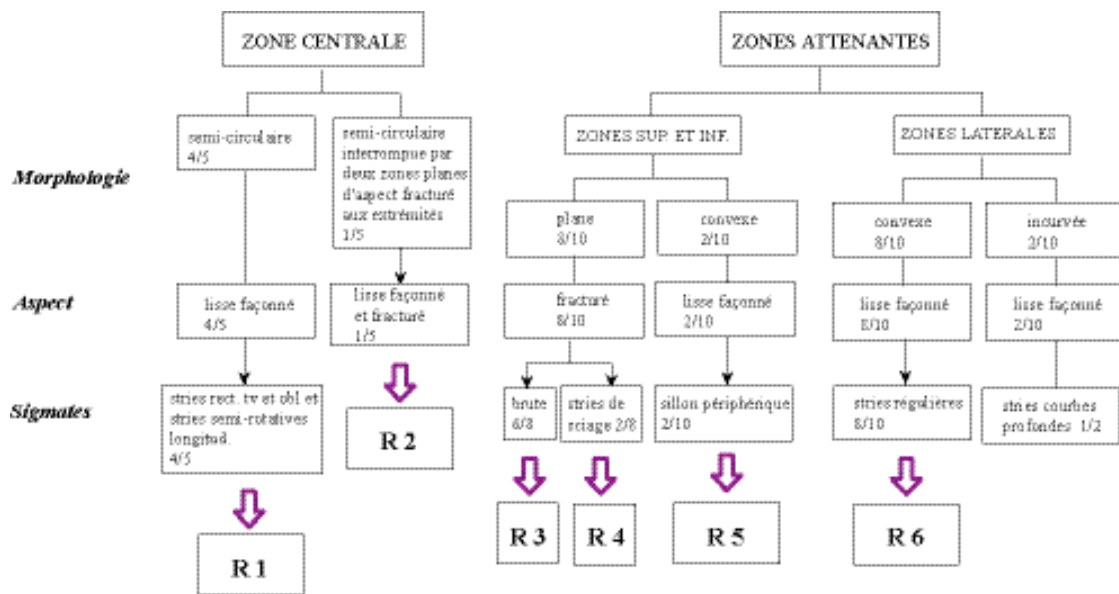 ZONE CENTRALE
ZONES ATTENANTES
semi-circulaire
4/5
semi-circulaire
interrompue par
deux zones planes
d'aspect fracturé
aux extrémités
1/5
ZONES SUP. ET INF.
ZONES LATERALES
Morphologie
plane
8/10
convexe
2/10
convexe
8/10
incurvée
2/10
Aspect
lisse façonné
4/5
lisse façonné
et fracturé
1/5
fracturé
8/10
lisse façonné
2/10
lisse façonné
8/10
lisse façonné
2/10
Sigmates
stries rect. tv et obl et
stries semi-rotatives
longitud.
4/5
R 2
brute
6/8
stries de
sciage 2/8
sillon périphérique
2/10
stries régulières
8/10
stries courbes
profondes 1/2
R 1
R 3
R 4
R 5
R 6